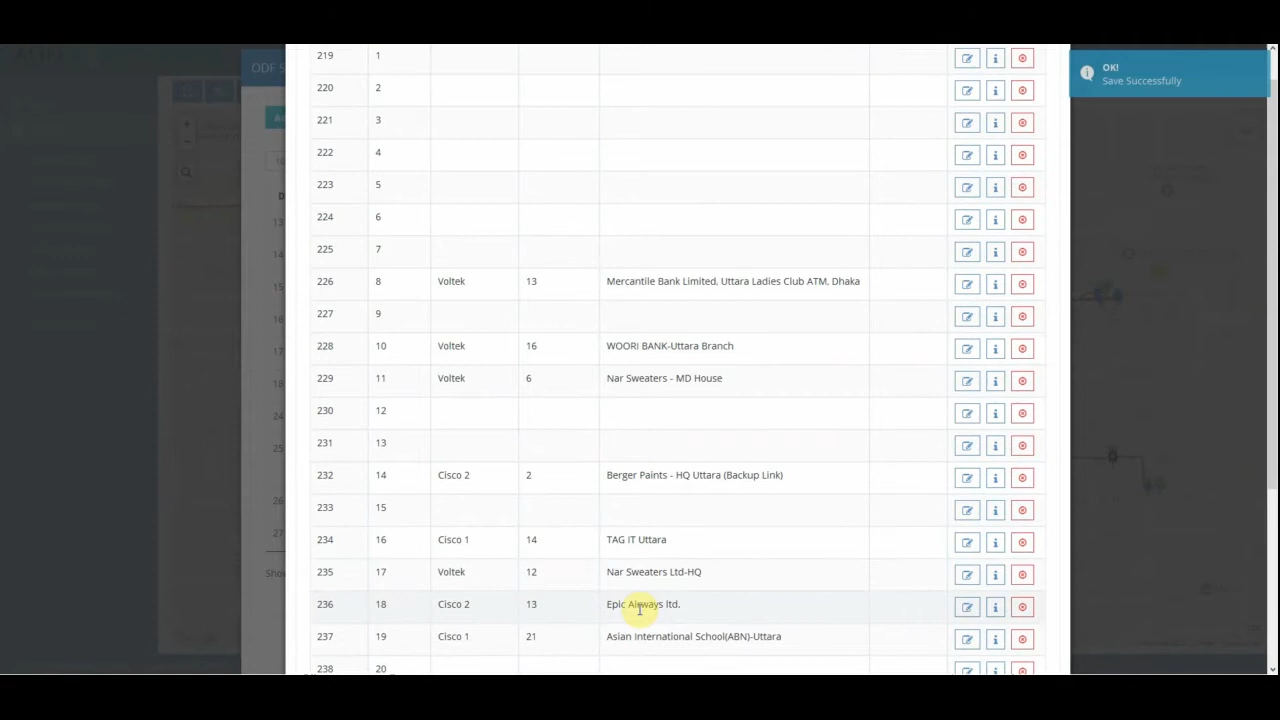 ODF
OK!
Save Successfully
219 1
220 2
221 3
222 4
223 5
224 6
225 7
226 8 Voltek 13 Mercantile Bank Limited, Uttara Ladies Club ATM, Dhaka
227 9
228 10 Voltek 16 WOORI BANK-Uttara Branch
229 11 Voltek 6 Nar Sweaters - MD House
230 12
231 13
232 14 Cisco 2 2 Berger Paints - HQ Uttara (Backup Link)
233 15
234 16 Cisco 1 14 TAG IT Uttara
235 17 Voltek 12 Nar Sweaters Ltd-HQ
236 18 Cisco 2 13 Epic Airways ltd.
237 19 Cisco 1 21 Asian International School(ABN)-Uttara
238 20